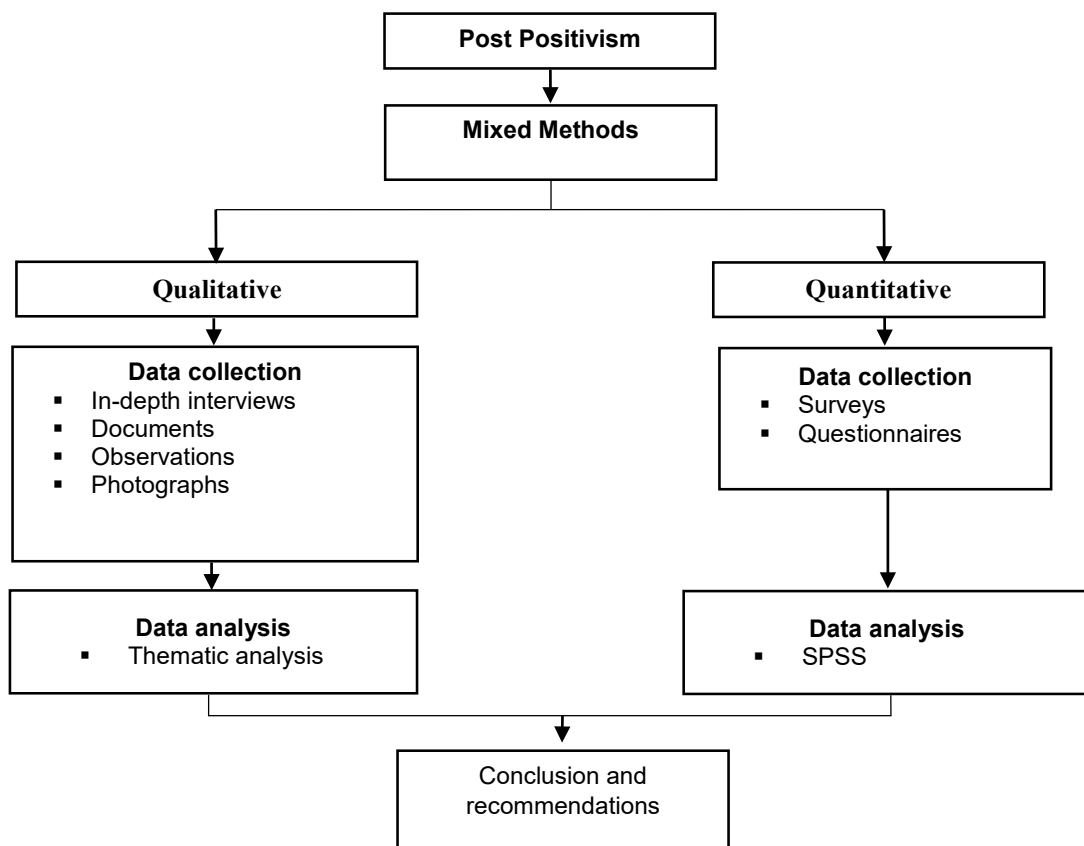 Post Positivism
Mixed Methods
Qualitative
Quantitative
Data collection
▪ In-depth interviews
▪ Documents
▪ Observations
▪ Photographs
Data collection
▪ Surveys
▪ Questionnaires
Data analysis
▪ Thematic analysis
Data analysis
▪ SPSS
Conclusion and
recommendations